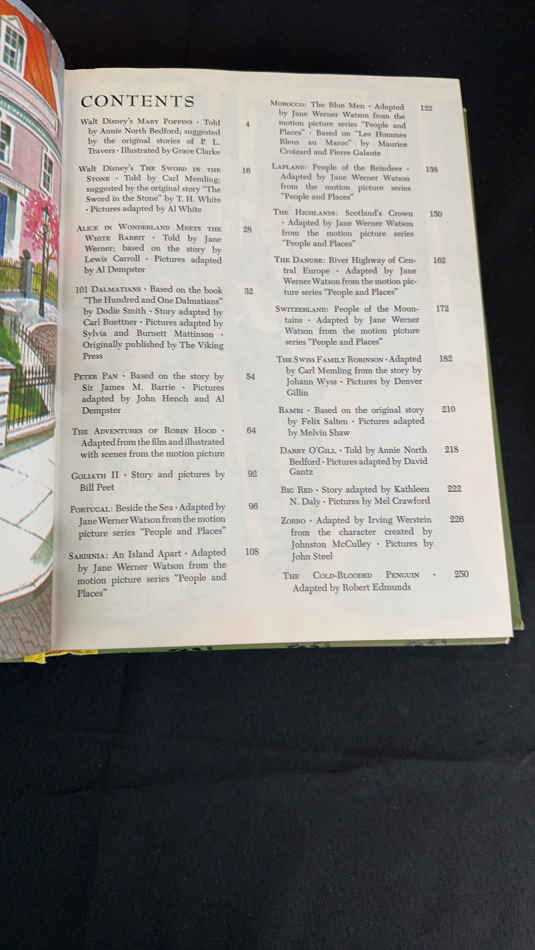 CONTENTS
Walt Disney's MARY POPPINS · Told 4
by Annie North Bedford; suggested
by the original stories of P. L.
Travers · Illustrated by Grace Clarke
Walt Disney's THE SWORD IN THE 16
STONE · Told by Carl Memling;
suggested by the original story "The
Sword in the Stone" by T. H. White
· Pictures adapted by Al White
ALICE IN WONDERLAND MEETS THE 28
WHITE RABBIT · Told by Jane
Werner; based on the story by
Lewis Carroll · Pictures adapted
by Al Dempster
101 DALMATIANS · Based on the book 32
"The Hundred and One Dalmatians"
by Dodie Smith · Story adapted by
Carl Buettner · Pictures adapted by
Sylvia and Burnett Mattinson ·
Originally published by The Viking
Press
PETER PAN · Based on the story by 54
Sir James M. Barrie · Pictures
adapted by John Hench and Al
Dempster
THE ADVENTURES OF ROBIN HOOD · 64
Adapted from the film and illustrated
with scenes from the motion picture
GOLIATH II · Story and pictures by 92
Bill Peet
PORTUGAL: Beside the Sea · Adapted by 96
Jane Werner Watson from the motion
picture series "People and Places"
SARDINIA: An Island Apart · Adapted 108
by Jane Werner Watson from the
motion picture series "People and
Places"
MOROCCO: The Blue Men · Adapted 122
by Jane Werner Watson from the
motion picture series "People and
Places" · Based on "Les Hommes
Bleus au Maroc" by Maurice
Croizard and Pierre Galante
LAPLAND: People of the Reindeer · 138
Adapted by Jane Werner Watson
from the motion picture series
"People and Places"
THE HIGHLANDS: Scotland's Crown 150
· Adapted by Jane Werner Watson
from the motion picture series
"People and Places"
THE DANUBE: River Highway of Cen- 162
tral Europe · Adapted by Jane
Werner Watson from the motion pic-
ture series "People and Places"
SWITZERLAND: People of the Moun- 172
tains · Adapted by Jane Werner
Watson from the motion picture
series "People and Places"
THE SWISS FAMILY ROBINSON · Adapted 182
by Carl Memling from the story by
Johann Wyss · Pictures by Denver
Gillin
BAMBI · Based on the original story 210
by Felix Salten · Pictures adapted
by Melvin Shaw
DARBY O'GILL · Told by Annie North 218
Bedford · Pictures adapted by David
Gantz
BIG RED · Story adapted by Kathleen 222
N. Daly · Pictures by Mel Crawford
ZORRO · Adapted by Irving Werstein 226
from the character created by
Johnston McCulley · Pictures by
John Steel
THE COLD-BLOODED PENGUIN · 250
Adapted by Robert Edmunds